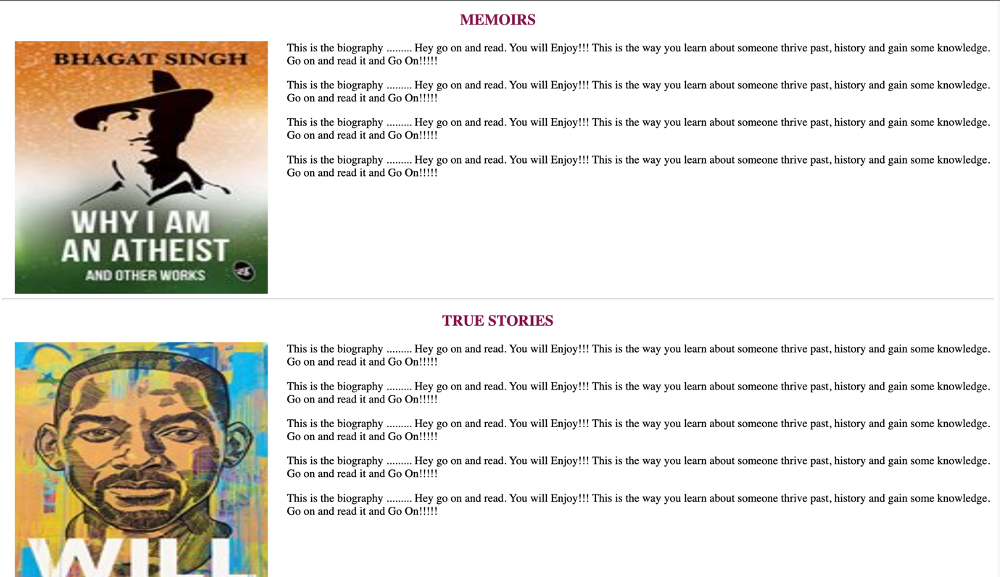 MEMOIRS
BHAGAT SINGH
WHY I AM
AN ATHEIST
AND OTHER WORKS
This is the biography ......... Hey go on and read. You will Enjoy!!! This is the way you learn about someone thrive past, history and gain some knowledge.
Go on and read it and Go On!!!!!
This is the biography ......... Hey go on and read. You will Enjoy!!! This is the way you learn about someone thrive past, history and gain some knowledge.
Go on and read it and Go On!!!!!
This is the biography ......... Hey go on and read. You will Enjoy!!! This is the way you learn about someone thrive past, history and gain some knowledge.
Go on and read it and Go On!!!!!
This is the biography ......... Hey go on and read. You will Enjoy!!! This is the way you learn about someone thrive past, history and gain some knowledge.
Go on and read it and Go On!!!!!
TRUE STORIES
WILL
This is the biography ......... Hey go on and read. You will Enjoy!!! This is the way you learn about someone thrive past, history and gain some knowledge.
Go on and read it and Go On!!!!!
This is the biography ......... Hey go on and read. You will Enjoy!!! This is the way you learn about someone thrive past, history and gain some knowledge.
Go on and read it and Go On!!!!!
This is the biography ......... Hey go on and read. You will Enjoy!!! This is the way you learn about someone thrive past, history and gain some knowledge.
Go on and read it and Go On!!!!!
This is the biography ......... Hey go on and read. You will Enjoy!!! This is the way you learn about someone thrive past, history and gain some knowledge.
Go on and read it and Go On!!!!!
This is the biography ......... Hey go on and read. You will Enjoy!!! This is the way you learn about someone thrive past, history and gain some knowledge.
Go on and read it and Go On!!!!!